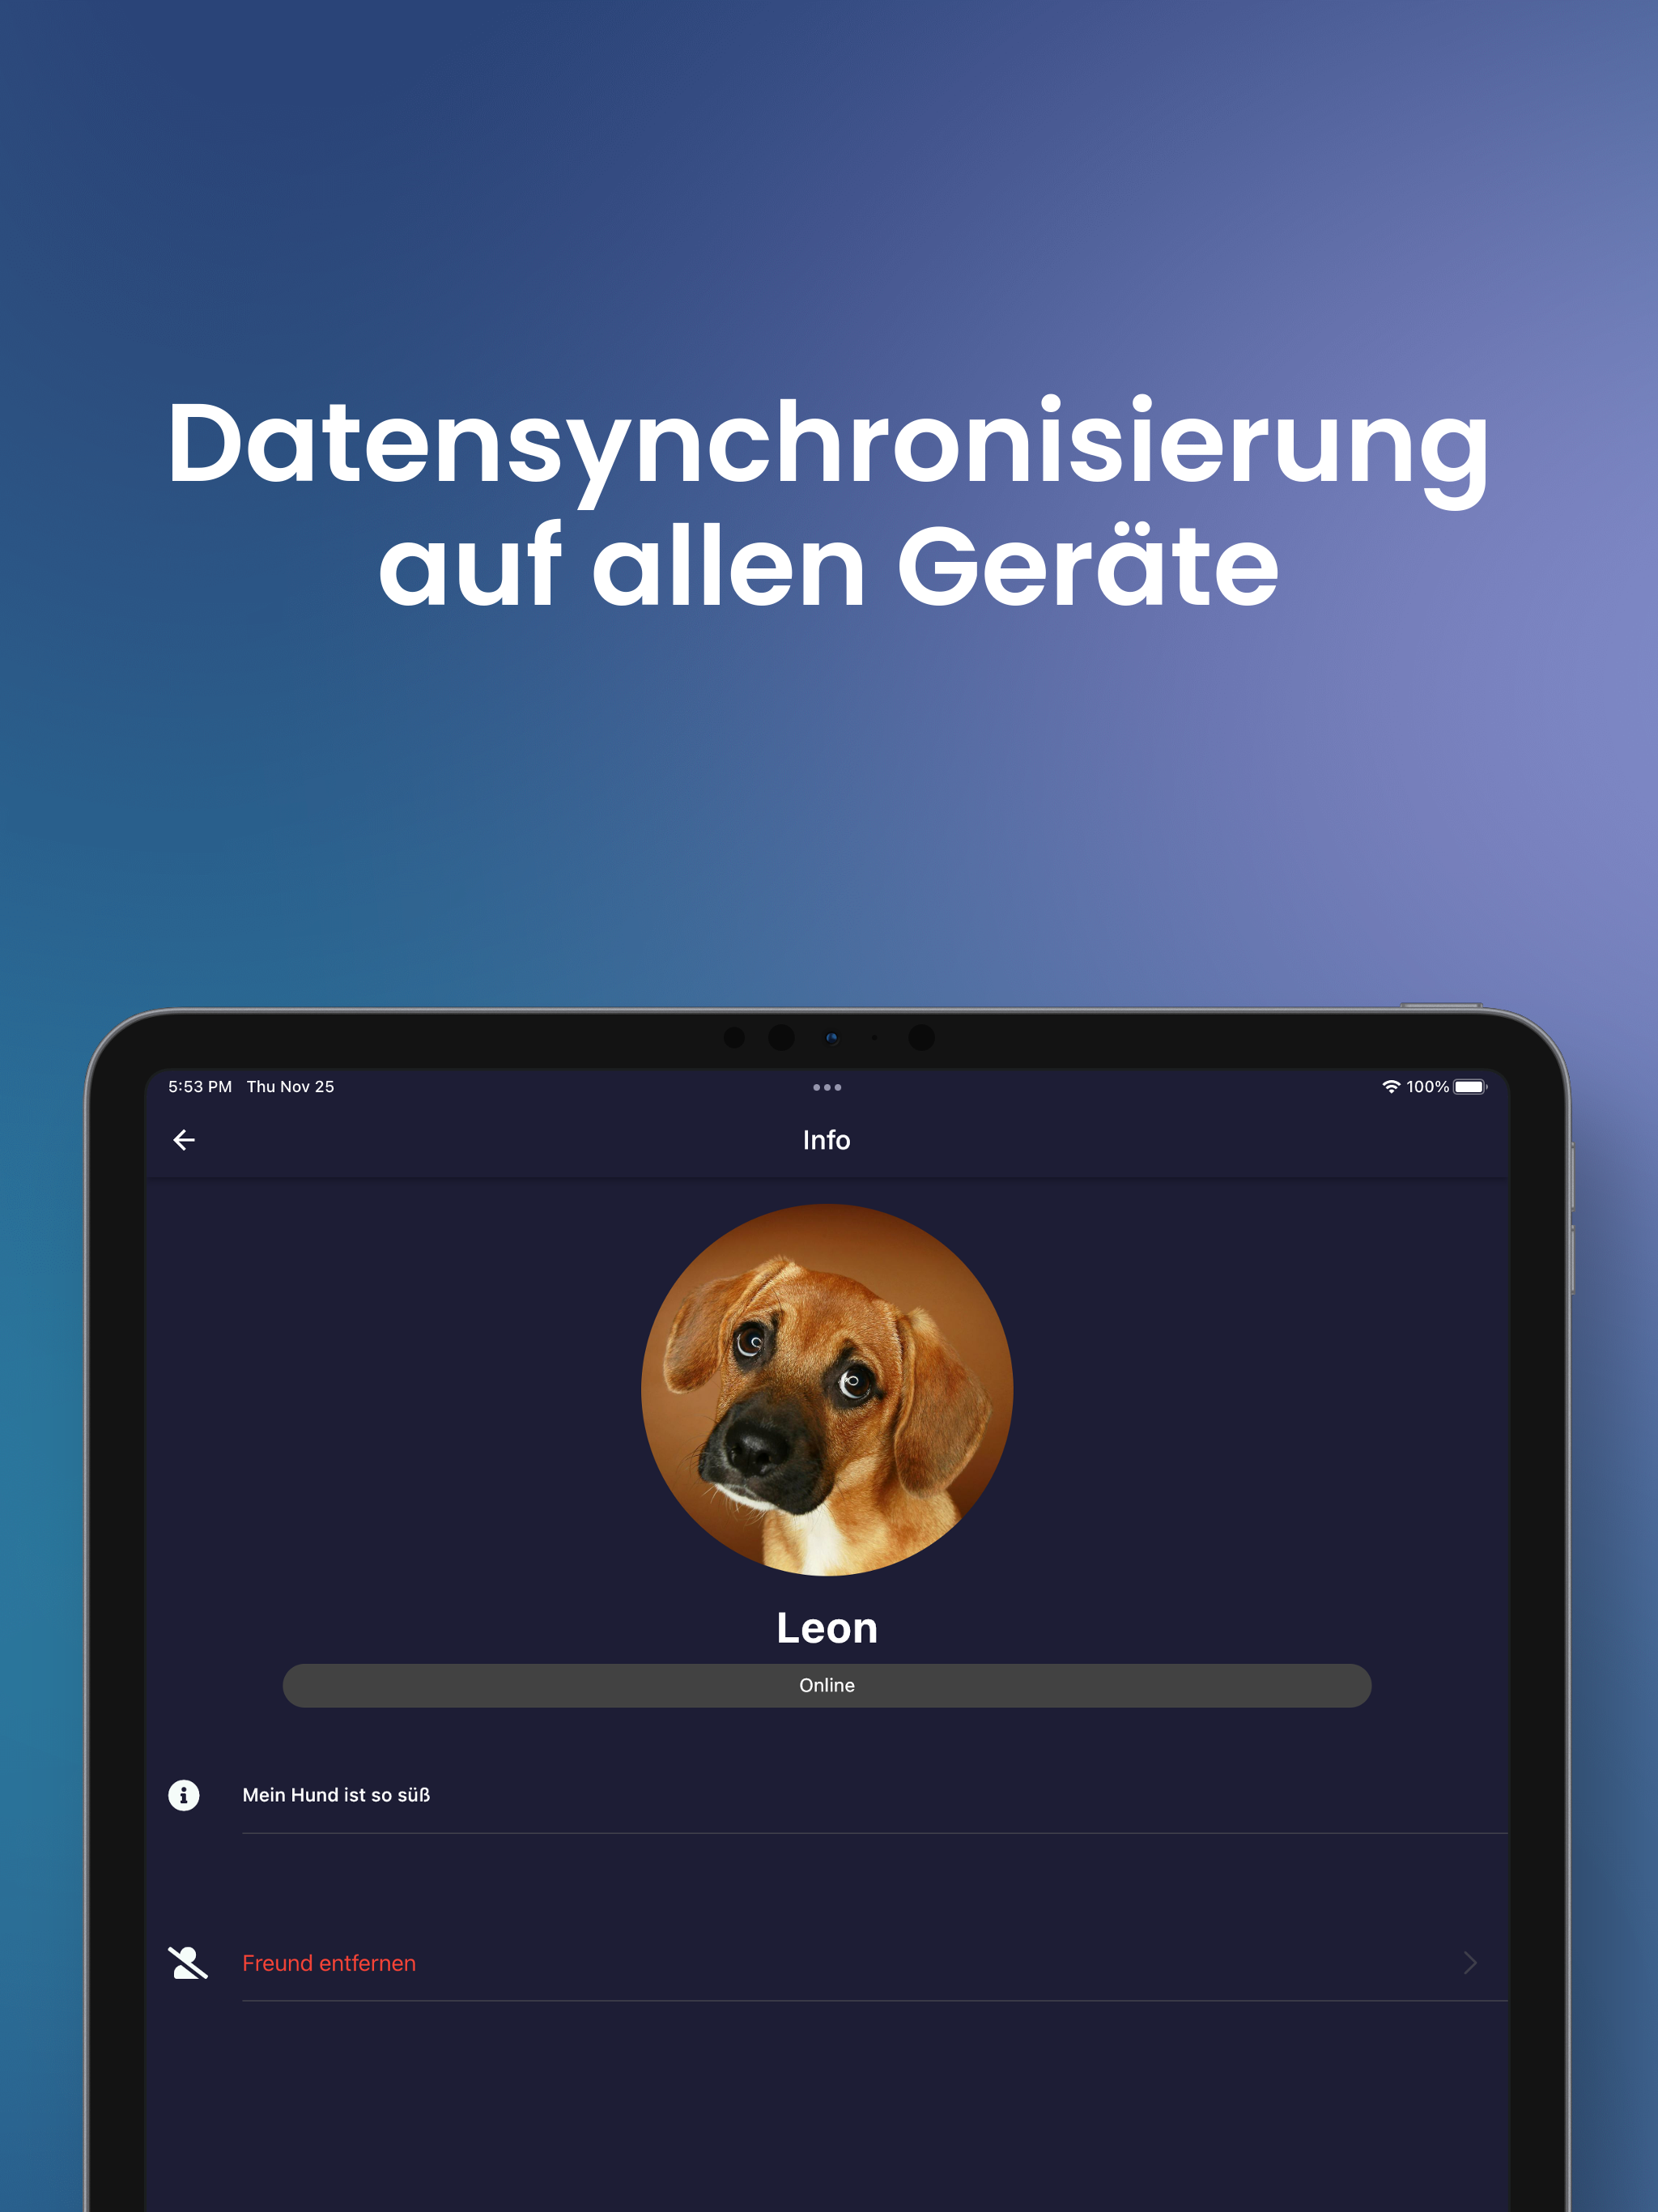 Datensynchronisierung
auf allen Geräte
5:53 PM Thu Nov 25
100%
Info
Leon
Online
Mein Hund ist so süß
Freund entfernen